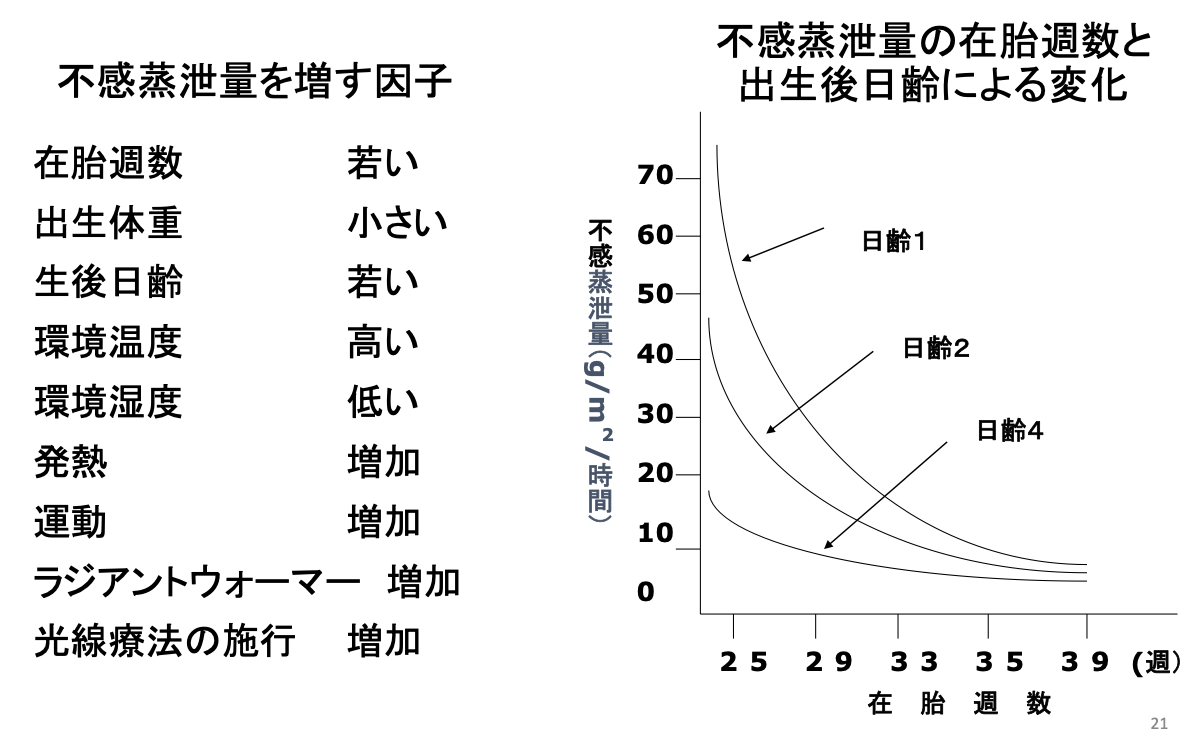 不感蒸泄量を増す因子
在胎週数 若い
出生体重 小さい
生後日齢 若い
環境温度 高い
環境湿度 低い
発熱 増加
運動 増加
ラジアントウォーマー 増加
光線療法の施行 増加
不感蒸泄量の在胎週数と
出生後日齢による変化
不感蒸泄量(g/m²/時間)
70
60
50
40
30
20
10
0
日齢1
日齢2
日齢4
25 29 33 35 39 (週)
在胎週数
21